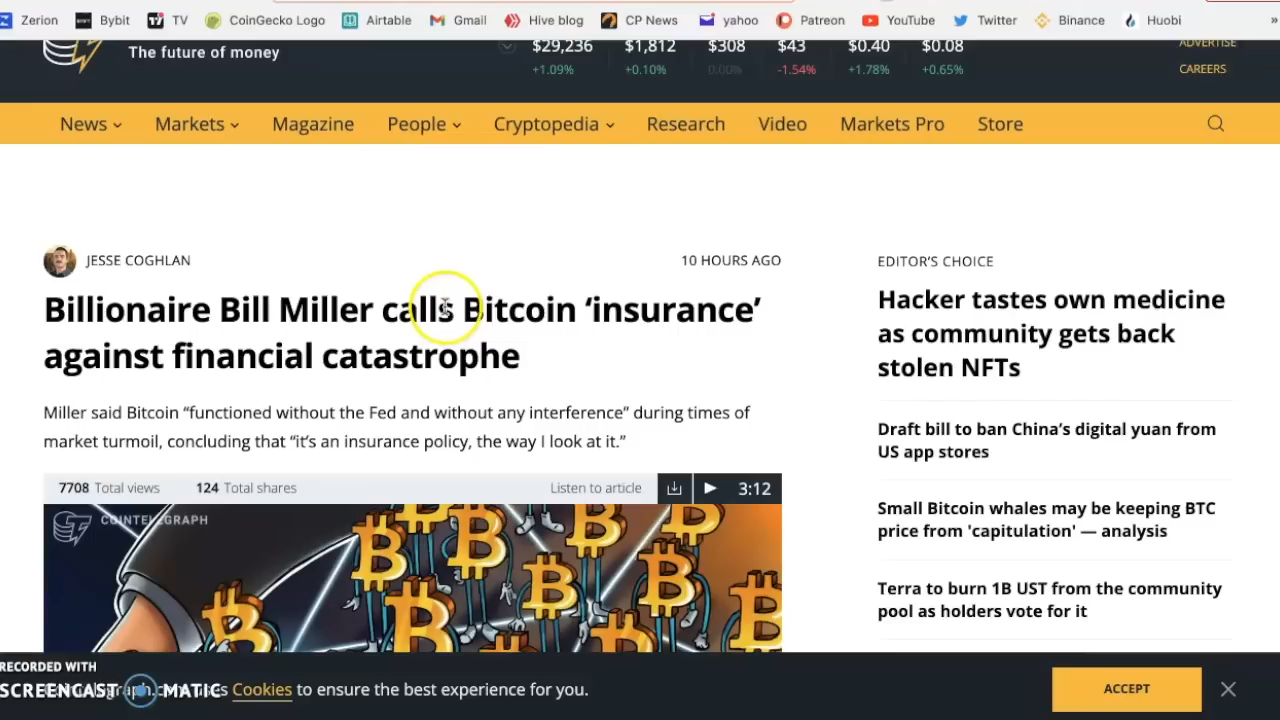 Zerion Bybit TV CoinGecko Logo Airtable Gmail Hive blog CP News yahoo Patreon YouTube Twitter Binance Huobi »
The future of money
$29,236 $1,812 $308 $43 $0.40 $0.08
+1.09% +0.10% 0.00% -1.54% +1.78% +0.65%
ADVERTISE
CAREERS
News Markets Magazine People Cryptopedia Research Video Markets Pro Store
JESSE COGHLAN 10 HOURS AGO
Billionaire Bill Miller calls Bitcoin ‘insurance’
against financial catastrophe
Miller said Bitcoin “functioned without the Fed and without any interference” during times of
market turmoil, concluding that “it’s an insurance policy, the way I look at it.”
7708 Total views 124 Total shares Listen to article 3:12
COINTELEGRAPH
EDITOR’S CHOICE
Hacker tastes own medicine
as community gets back
stolen NFTs
Draft bill to ban China’s digital yuan from
US app stores
Small Bitcoin whales may be keeping BTC
price from 'capitulation' — analysis
Terra to burn 1B UST from the community
pool as holders vote for it
RECORDED WITH
SCREENCAST MATIC
Cookies to ensure the best experience for you.
ACCEPT